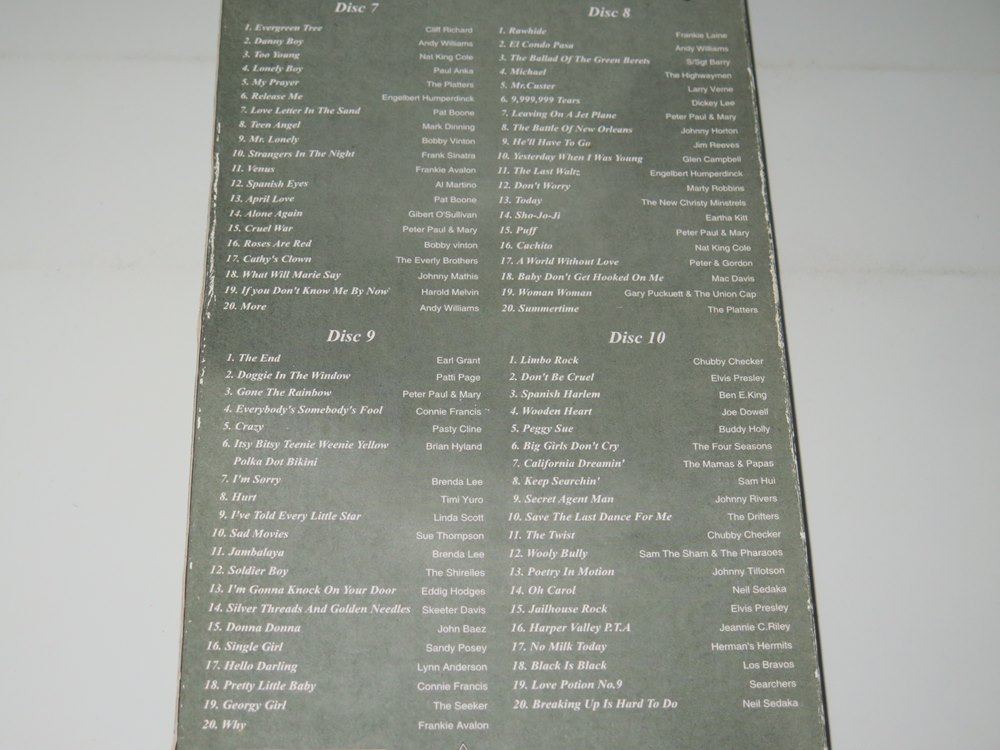 Disc 7
1. Evergreen Tree Cliff Richard
2. Danny Boy Andy Williams
3. Too Young Nat King Cole
4. Lonely Boy Paul Anka
5. My Prayer The Platters
6. Release Me Engelbert Humperdinck
7. Love Letter In The Sand Pat Boone
8. Teen Angel Mark Dinning
9. Mr. Lonely Bobby Vinton
10. Strangers In The Night Frank Sinatra
11. Venus Frankie Avalon
12. Spanish Eyes Al Martino
13. April Love Pat Boone
14. Alone Again Gibert O'Sullivan
15. Cruel War Peter Paul & Mary
16. Roses Are Red Bobby vinton
17. Cathy's Clown The Everly Brothers
18. What Will Marie Say Johnny Mathis
19. If you Don't Know Me By Now Harold Melvin
20. More Andy Williams
Disc 8
1. Rawhide Frankie Laine
2. El Condo Pasa Andy Williams
3. The Ballad Of The Green Berets S/Sgt Barry
4. Michael The Highwaymen
5. Mr.Custer Larry Verne
6. 9,999,999 Tears Dickey Lee
7. Leaving On A Jet Plane Peter Paul & Mary
8. The Battle Of New Orleans Johnny Horton
9. He'll Have To Go Jim Reeves
10. Yesterday When I Was Young Glen Campbell
11. The Last Waltz Engelbert Humperdinck
12. Don't Worry Marty Robbins
13. Today The New Christy Minstrels
14. Sho-Jo-Ji Eartha Kitt
15. Puff Peter Paul & Mary
16. Cachito Nat King Cole
17. A World Without Love Peter & Gordon
18. Baby Don't Get Hooked On Me Mac Davis
19. Woman Woman Gary Puckuett & The Union Cap
20. Summertime The Platters
Disc 9
1. The End Earl Grant
2. Doggie In The Window Patti Page
3. Gone The Rainbow Peter Paul & Mary
4. Everybody's Somebody's Fool Connie Francis
5. Crazy Pasty Cline
6. Itsy Bitsy Teenie Weenie Yellow Brian Hyland
Polka Dot Bikini
7. I'm Sorry Brenda Lee
8. Hurt Timi Yuro
9. I've Told Every Little Star Linda Scott
10. Sad Movies Sue Thompson
11. Jambalaya Brenda Lee
12. Soldier Boy The Shirelles
13. I'm Gonna Knock On Your Door Eddig Hodges
14. Silver Threads And Golden Needles Skeeter Davis
15. Donna Donna John Baez
16. Single Girl Sandy Posey
17. Hello Darling Lynn Anderson
18. Pretty Little Baby Connie Francis
19. Georgy Girl The Seeker
20. Why Frankie Avalon
Disc 10
1. Limbo Rock Chubby Checker
2. Don't Be Cruel Elvis Presley
3. Spanish Harlem Ben E.King
4. Wooden Heart Joe Dowell
5. Peggy Sue Buddy Holly
6. Big Girls Don't Cry The Four Seasons
7. California Dreamin' The Mamas & Papas
8. Keep Searchin' Sam Hui
9. Secret Agent Man Johnny Rivers
10. Save The Last Dance For Me The Drifters
11. The Twist Chubby Checker
12. Wooly Bully Sam The Sham & The Pharaoes
13. Poetry In Motion Johnny Tillotson
14. Oh Carol Neil Sedaka
15. Jailhouse Rock Elvis Presley
16. Harper Valley P.T.A Jeannie C.Riley
17. No Milk Today Herman's Hermits
18. Black Is Black Los Bravos
19. Love Potion No.9 Searchers
20. Breaking Up Is Hard To Do Neil Sedaka